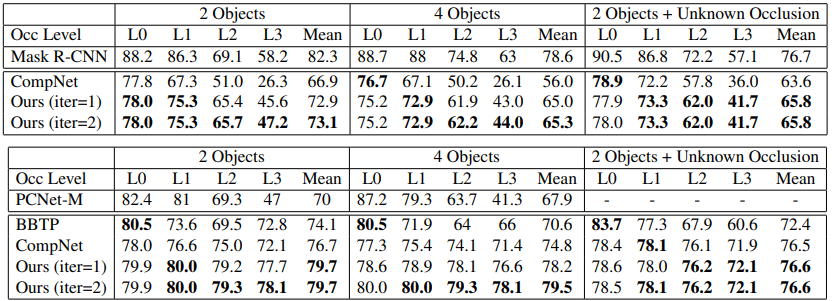 2 Objects 4 Objects 2 Objects + Unknown Occlusion
Occ Level L0 L1 L2 L3 Mean L0 L1 L2 L3 Mean L0 L1 L2 L3 Mean
Mask R-CNN 88.2 86.3 69.1 58.2 82.3 88.7 88 74.8 63 78.6 90.5 86.8 72.2 57.1 76.7
CompNet 77.8 67.3 51.0 26.3 66.9 76.7 67.1 50.2 26.1 56.0 78.9 72.2 57.8 36.0 63.6
Ours (iter=1) 78.0 75.3 65.4 45.6 72.9 75.2 72.9 61.9 43.0 65.0 77.9 73.3 62.0 41.7 65.8
Ours (iter=2) 78.0 75.3 65.7 47.2 73.1 75.2 72.9 62.2 44.0 65.3 78.0 73.3 62.0 41.7 65.8
2 Objects 4 Objects 2 Objects + Unknown Occlusion
Occ Level L0 L1 L2 L3 Mean L0 L1 L2 L3 Mean L0 L1 L2 L3 Mean
PCNet-M 82.4 81 69.3 47 70 87.2 79.3 63.7 41.3 67.9 - - - - -
BBTP 80.5 73.6 69.5 72.8 74.1 80.5 71.9 64 66 70.6 83.7 77.3 67.9 60.6 72.4
CompNet 78.0 76.6 75.0 72.1 76.7 77.3 75.4 74.1 71.4 74.8 78.4 78.1 76.1 71.9 76.5
Ours (iter=1) 79.9 80.0 79.2 77.7 79.7 78.6 78.9 78.1 76.6 78.2 78.6 78.0 76.2 72.1 76.6
Ours (iter=2) 79.9 80.0 79.3 78.1 79.7 80.0 80.0 79.3 78.1 79.5 78.5 78.1 76.2 72.1 76.6